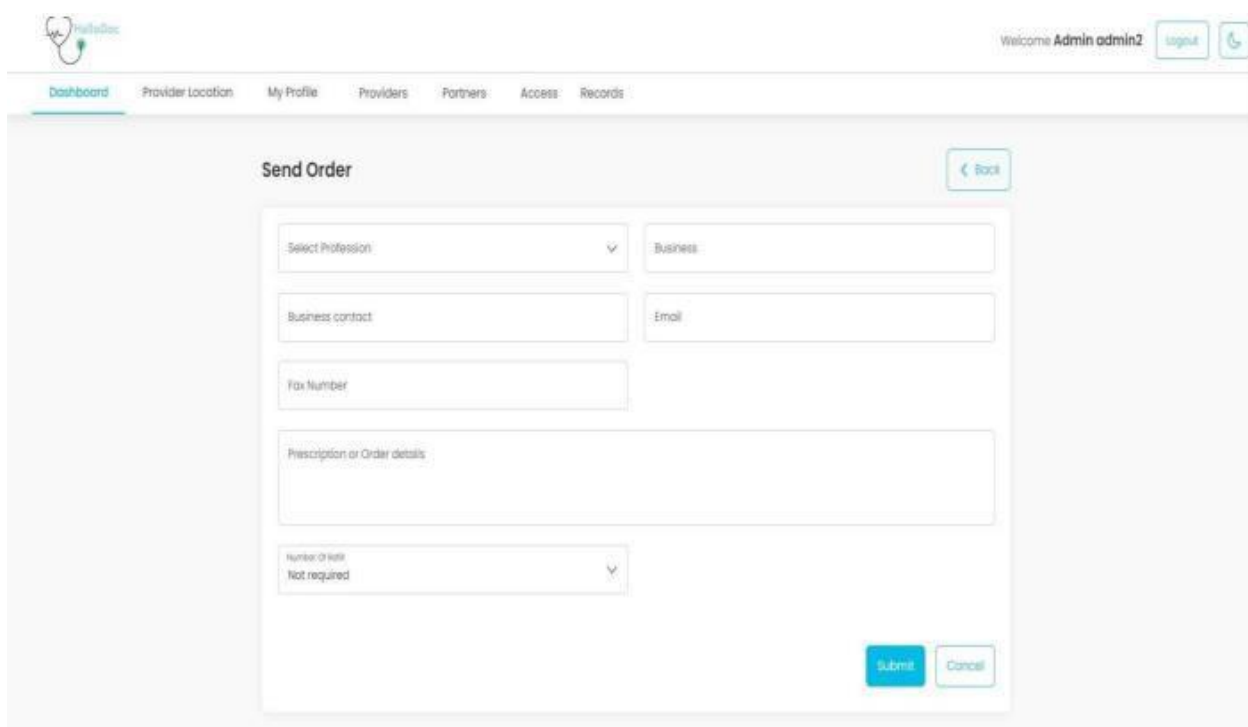 HelloDoc
Welcome Admin admin2 Logout
Dashboard Provider Location My Profile Providers Partners Access Records
Send Order
Back
Select Profession Business
Business contact Email
Fax Number
Prescription or Order details
Number Of Refill
Not required
Submit Cancel